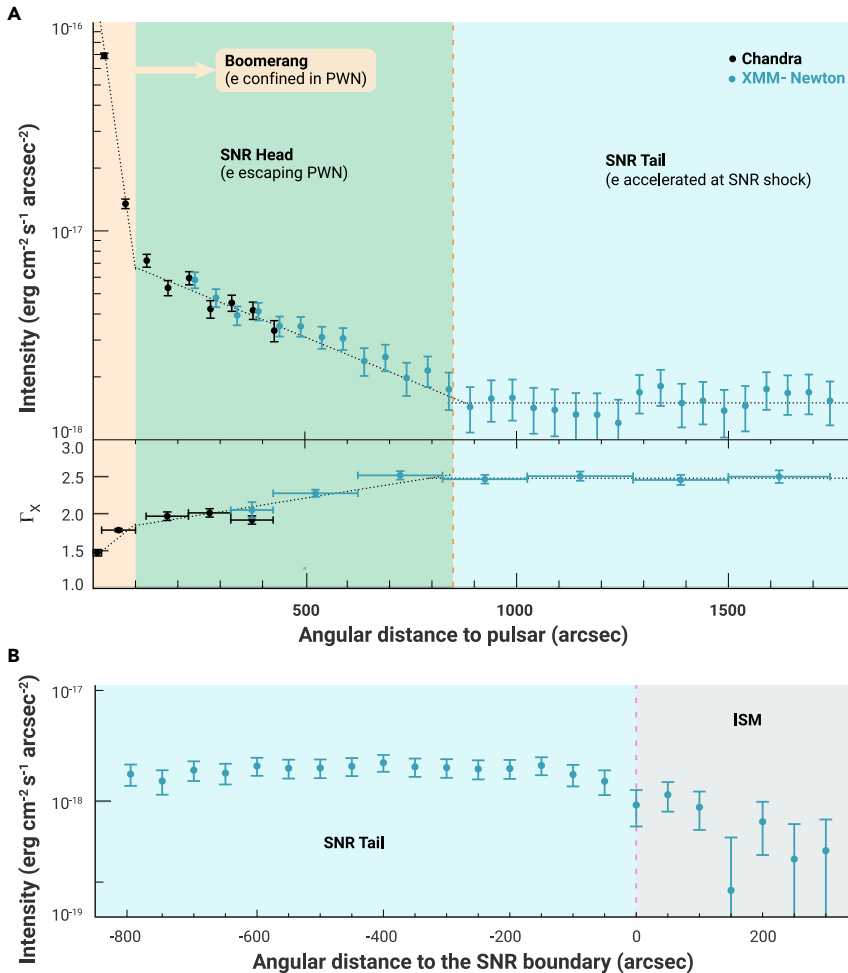 A
10⁻¹⁶
Boomerang
(e confined in PWN)
Chandra
XMM- Newton
SNR Head
(e escaping PWN)
SNR Tail
(e accelerated at SNR shock)
10⁻¹⁷
10⁻¹⁸
Intensity (erg cm⁻² s⁻¹ arcsec⁻²)
3.0
2.5
2.0
1.5
1.0
Γ_X
500
1000
1500
Angular distance to pulsar (arcsec)
B
10⁻¹⁷
ISM
10⁻¹⁸
SNR Tail
10⁻¹⁹
Intensity (erg cm⁻² s⁻¹ arcsec⁻²)
-800
-600
-400
-200
0
200
Angular distance to the SNR boundary (arcsec)